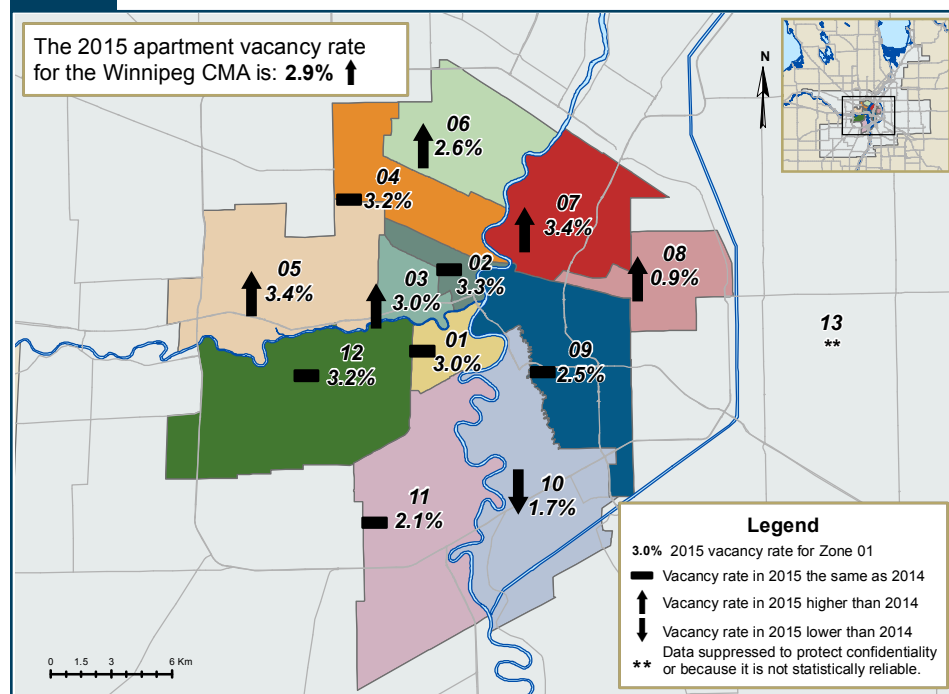 The 2015 apartment vacancy rate
for the Winnipeg CMA is: 2.9%
N
06
2.6%
04
3.2%
07
3.4%
08
0.9%
05
3.4%
03
3.0%
02
3.3%
13
**
01
3.0%
12
3.2%
09
2.5%
10
1.7%
11
2.1%
Legend
3.0% 2015 vacancy rate for Zone 01
Vacancy rate in 2015 the same as 2014
Vacancy rate in 2015 higher than 2014
Vacancy rate in 2015 lower than 2014
Data suppressed to protect confidentiality
** or because it is not statistically reliable.
0 1.5 3 6 Km